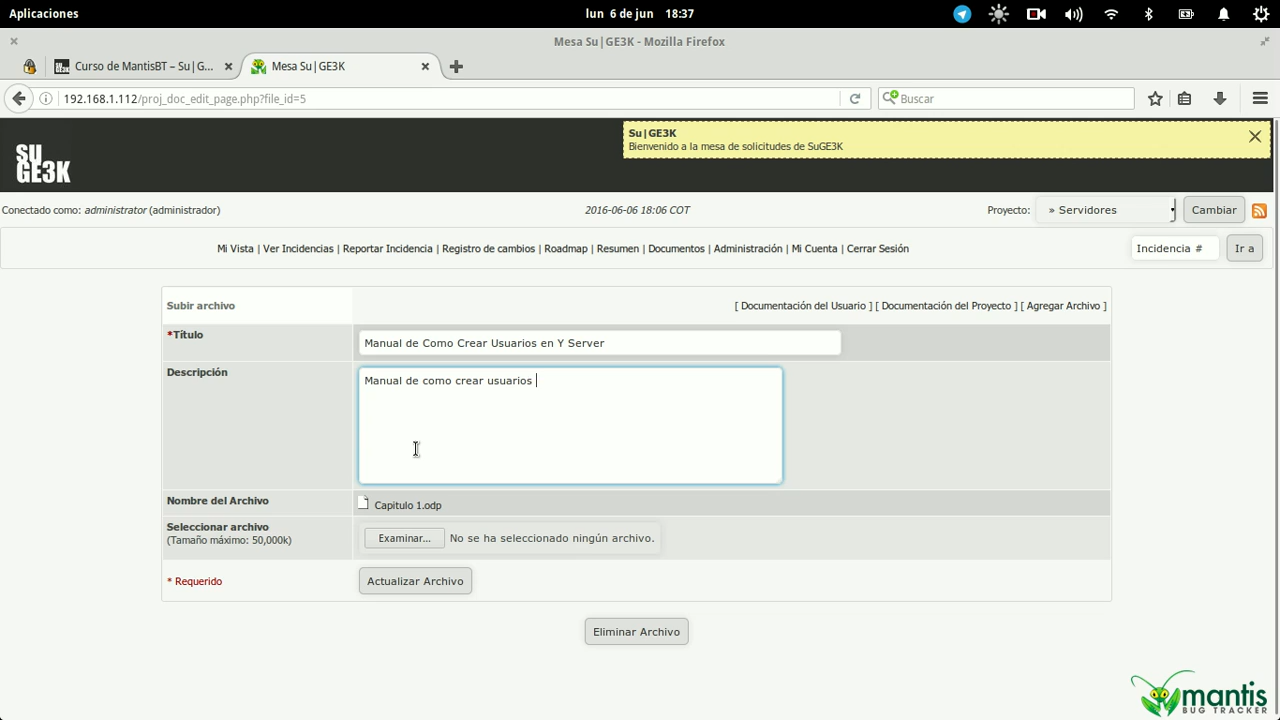 Aplicaciones
lun 6 de jun 18:37
Mesa Su|GE3K - Mozilla Firefox
Curso de MantisBT – Su|G...
Mesa Su|GE3K
192.168.1.112/proj_doc_edit_page.php?file_id=5
Buscar
SU
GE3K
Su|GE3K
Bienvenido a la mesa de solicitudes de SuGE3K
Conectado como: administrator (administrador)
2016-06-06 18:06 COT
Proyecto: » Servidores Cambiar
Mi Vista | Ver Incidencias | Reportar Incidencia | Registro de cambios | Roadmap | Resumen | Documentos | Administración | Mi Cuenta | Cerrar Sesión
Incidencia # Ir a
Subir archivo
[ Documentación del Usuario ] [ Documentación del Proyecto ] [ Agregar Archivo ]
*Título
Manual de Como Crear Usuarios en Y Server
Descripción
Manual de como crear usuarios
Nombre del Archivo
Capitulo 1.odp
Seleccionar archivo
(Tamaño máximo: 50,000k)
Examinar... No se ha seleccionado ningún archivo.
* Requerido
Actualizar Archivo
Eliminar Archivo
mantis
BUG TRACKER